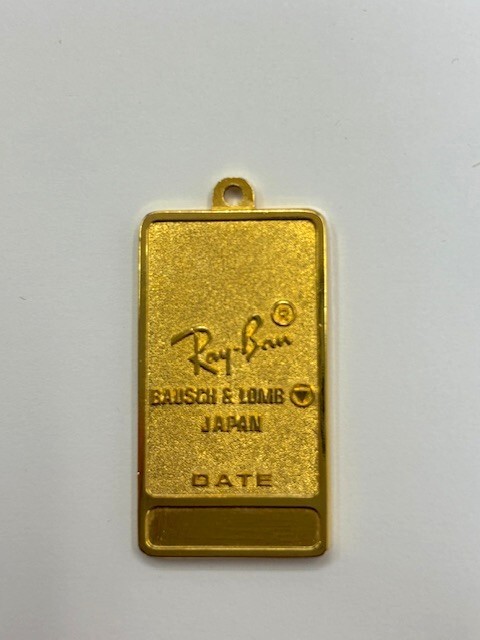 Ray-Ban ®
BAUSCH & LOMB
JAPAN
DATE